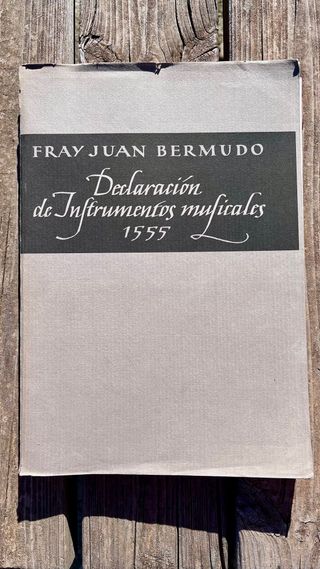 FRAY JUAN BERMUDO
Declaración
de Inſtrumentos muſicales
1555